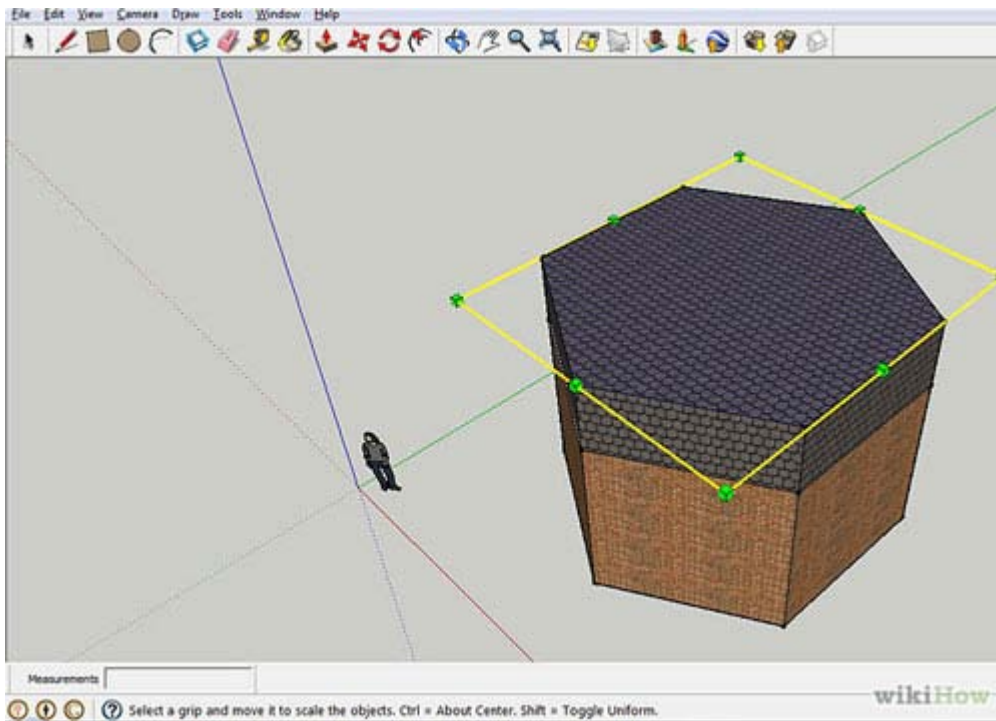 File Edit View Camera Draw Tools Window Help
Measurements
Select a grip and move it to scale the objects. Ctrl = About Center. Shift = Toggle Uniform.
wikiHow